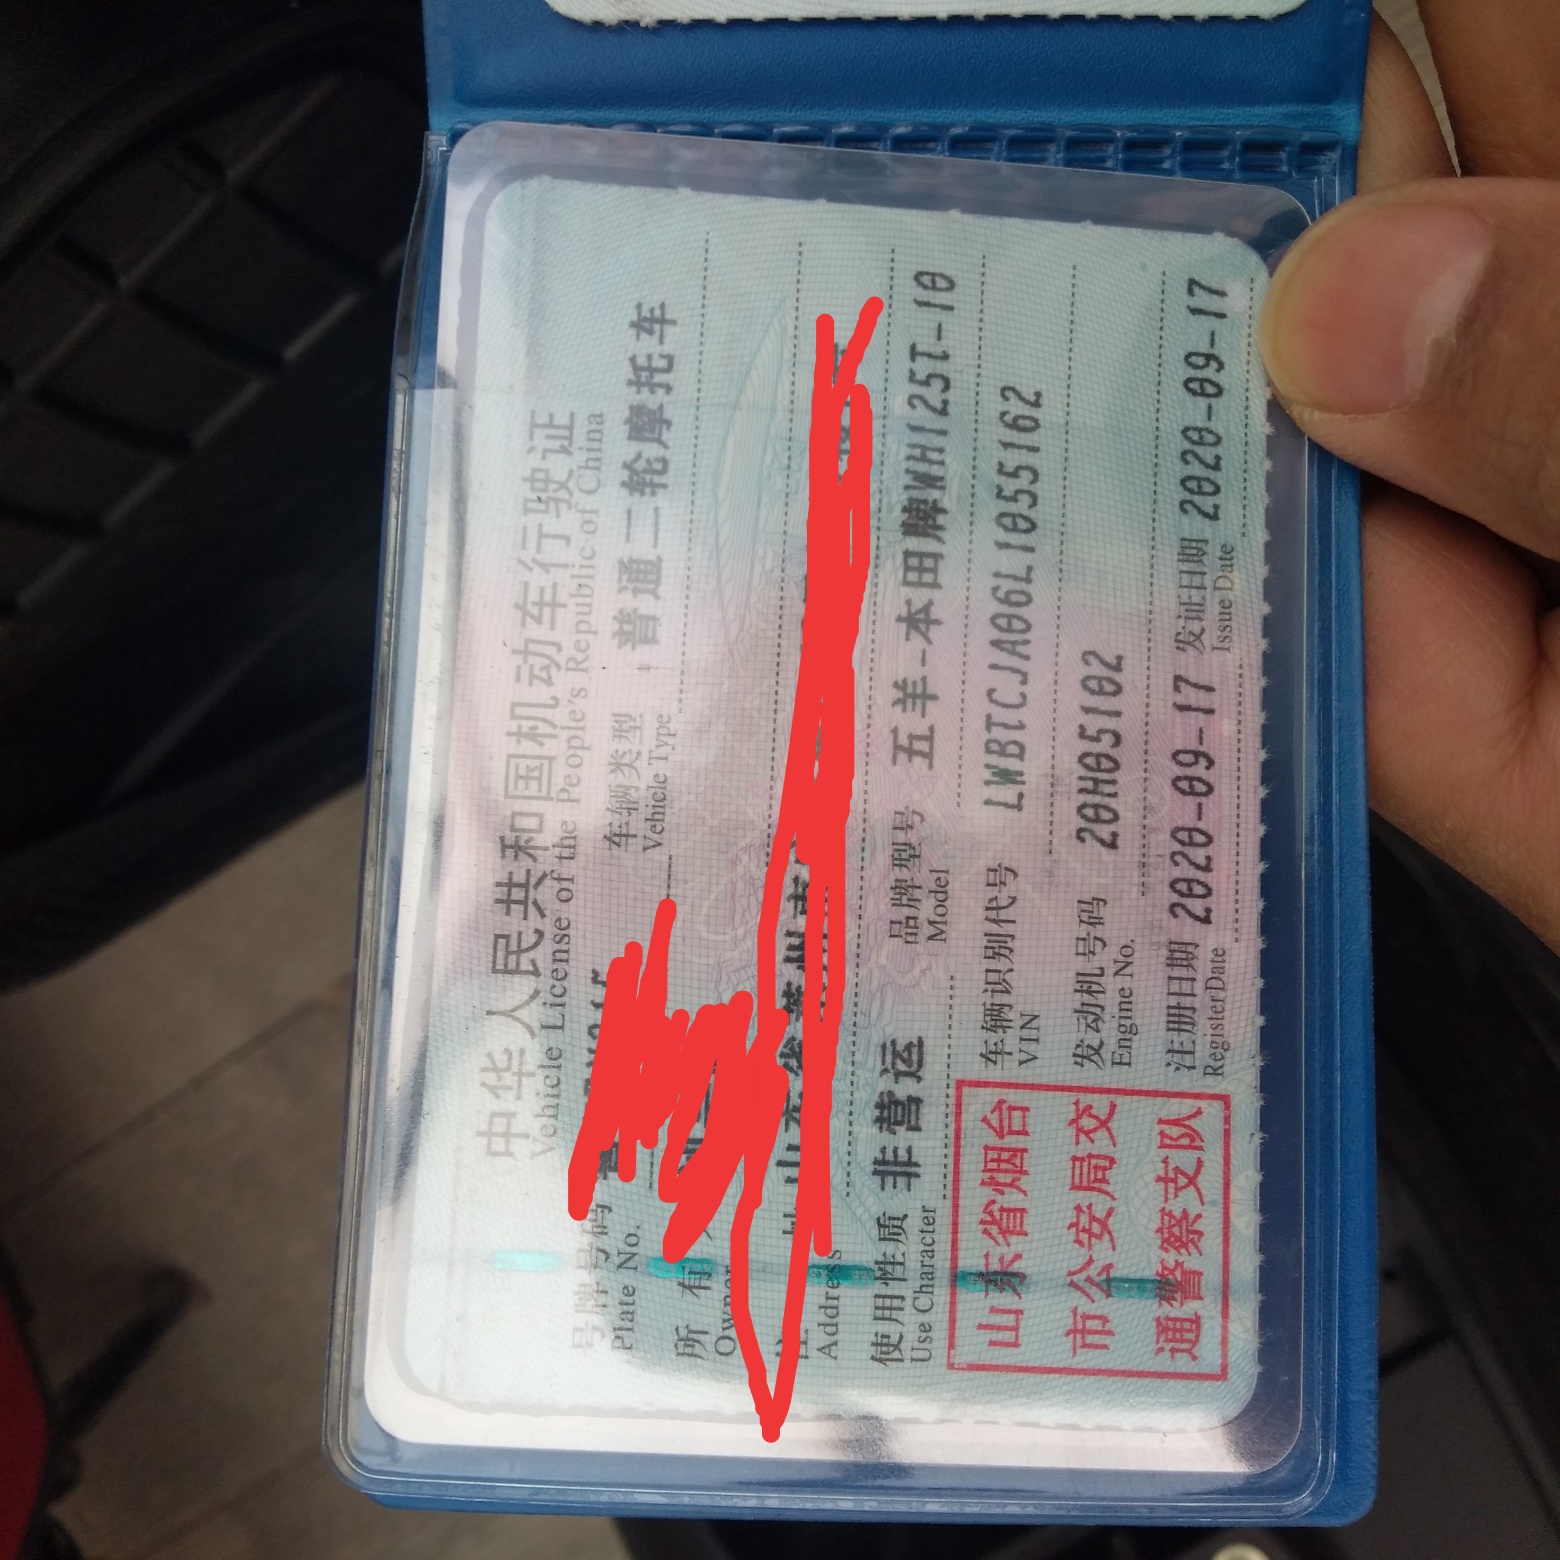 中华人民共和国机动车行驶证
Vehicle License of the People's Republic of China
号牌号码 车辆类型 普通二轮摩托车
Plate No. Vehicle Type
所有
Owner
山东省莱州市
Address
使用性质 非营运 品牌型号 五羊-本田牌WH125T-10
Use Character Model
车辆识别代号 LWBTCJA06L1055162
VIN
发动机号码 20H05102
Engine No.
注册日期 2020-09-17 发证日期 2020-09-17
Register Date Issue Date
山东省烟台
市公安局交
通警察支队